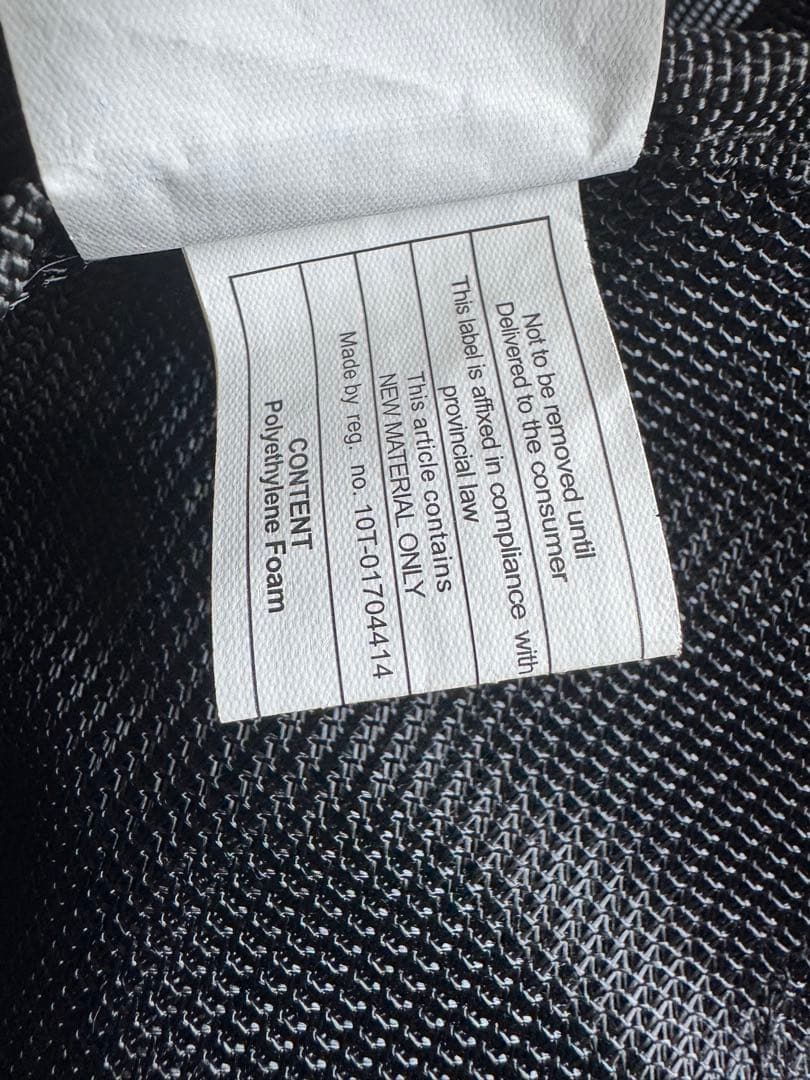 Not to be removed until
Delivered to the consumer
This label is affixed in compliance with
provincial law
This article contains
NEW MATERIAL ONLY
Made by reg. no. 10T-01704414
CONTENT
Polyethylene Foam